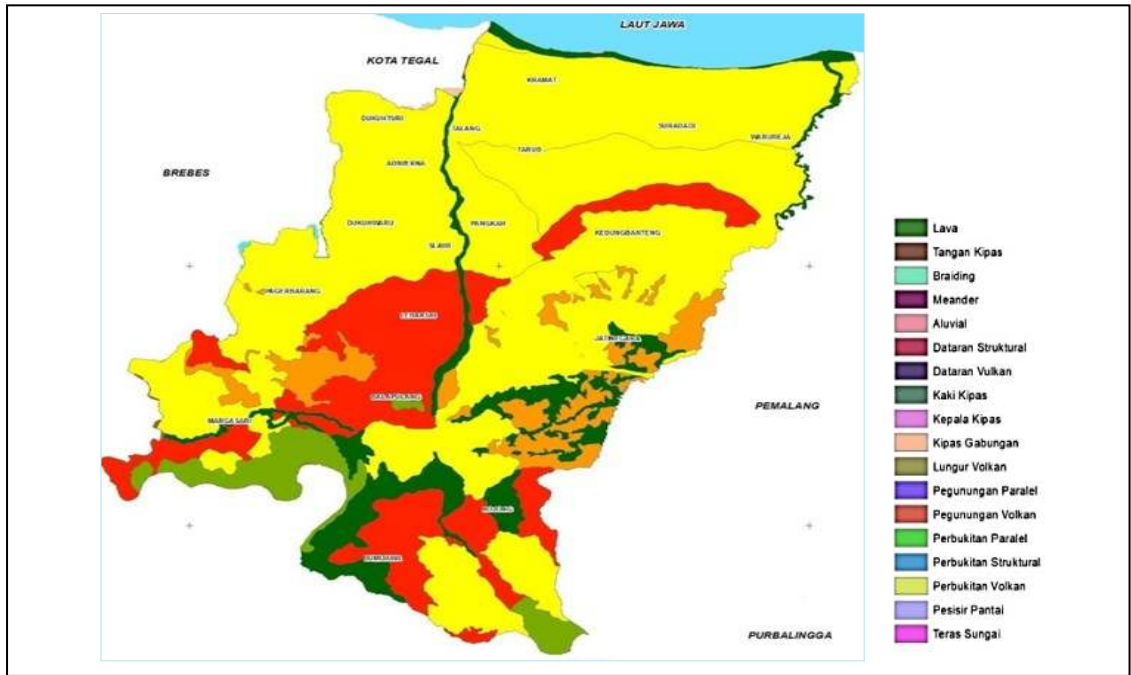 LAUT JAWA
KOTA TEGAL
KRAMAT
DUKUHTURI
TALANG
SURADADI
WARUREJA
TARUB
ADIWERNA
BREBES
DUKUHWARU
PANGKAH
KEDUNGBANTENG
SLAWI
PAGERBARANG
LEBAKSIU
JATINEGARA
BALAPULANG
PEMALANG
MARGASARI
BOJONG
BUMIJAWA
PURBALINGGA
Lava
Tangan Kipas
Braiding
Meander
Aluvial
Dataran Struktural
Dataran Vulkan
Kaki Kipas
Kepala Kipas
Kipas Gabungan
Lungur Volkan
Pegunungan Paralel
Pegunungan Volkan
Perbukitan Paralel
Perbukitan Struktural
Perbukitan Volkan
Pesisir Pantai
Teras Sungai